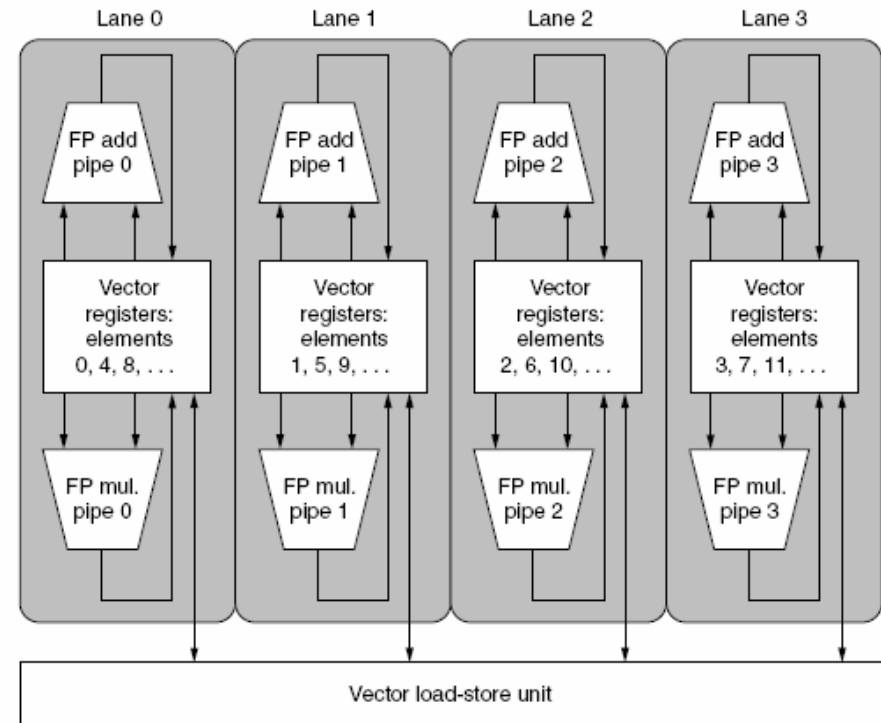 Lane 0
Lane 1
Lane 2
Lane 3
FP add
pipe 0
FP add
pipe 1
FP add
pipe 2
FP add
pipe 3
Vector
registers:
elements
0, 4, 8, . . .
Vector
registers:
elements
1, 5, 9, . . .
Vector
registers:
elements
2, 6, 10, . . .
Vector
registers:
elements
3, 7, 11, . . .
FP mul.
pipe 0
FP mul.
pipe 1
FP mul.
pipe 2
FP mul.
pipe 3
Vector load-store unit